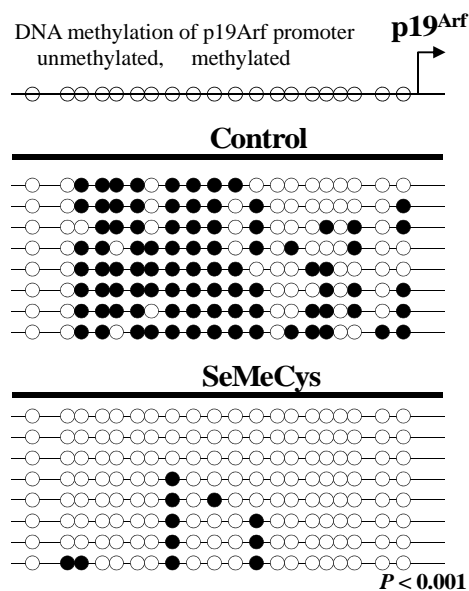 DNA methylation of p19Arf promoter
unmethylated, methylated
p19Arf
Control
SeMeCys
P < 0.001